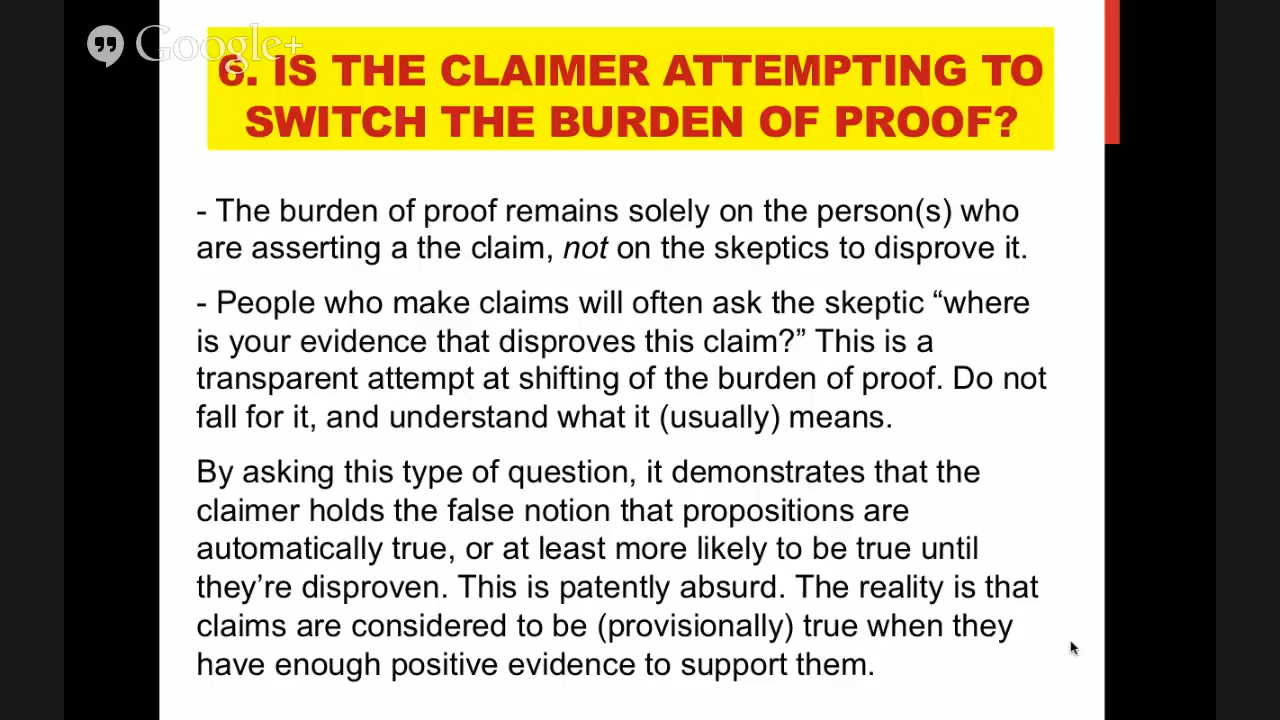 Google+
6. IS THE CLAIMER ATTEMPTING TO
SWITCH THE BURDEN OF PROOF?
- The burden of proof remains solely on the person(s) who
are asserting a the claim, not on the skeptics to disprove it.
- People who make claims will often ask the skeptic “where
is your evidence that disproves this claim?” This is a
transparent attempt at shifting of the burden of proof. Do not
fall for it, and understand what it (usually) means.
By asking this type of question, it demonstrates that the
claimer holds the false notion that propositions are
automatically true, or at least more likely to be true until
they’re disproven. This is patently absurd. The reality is that
claims are considered to be (provisionally) true when they
have enough positive evidence to support them.